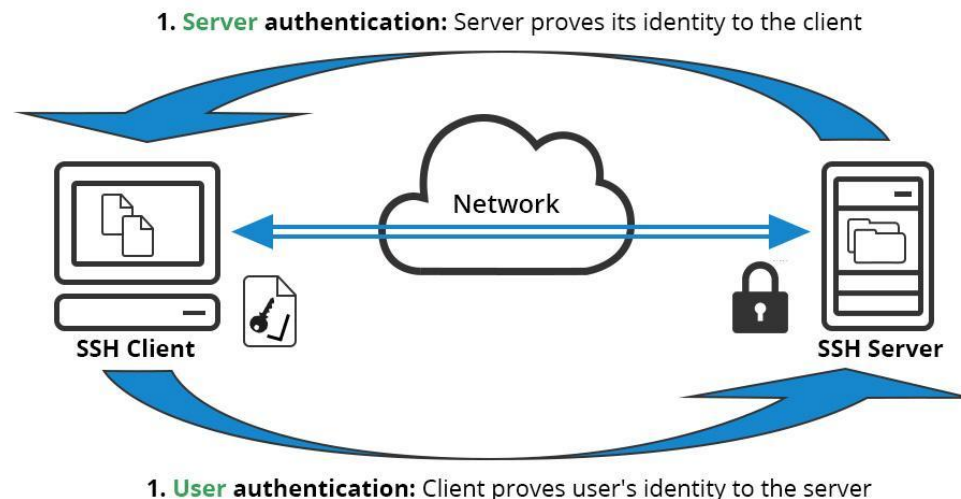 1. Server authentication: Server proves its identity to the client
Network
SSH Client
SSH Server
1. User authentication: Client proves user's identity to the server